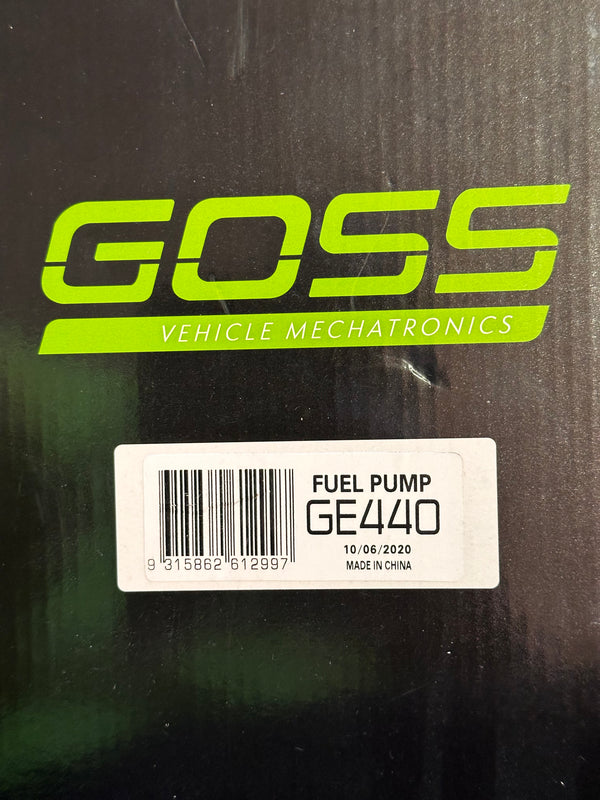 GOSS
VEHICLE MECHATRONICS
FUEL PUMP
GE440
10/06/2020
MADE IN CHINA
9 315862 612997